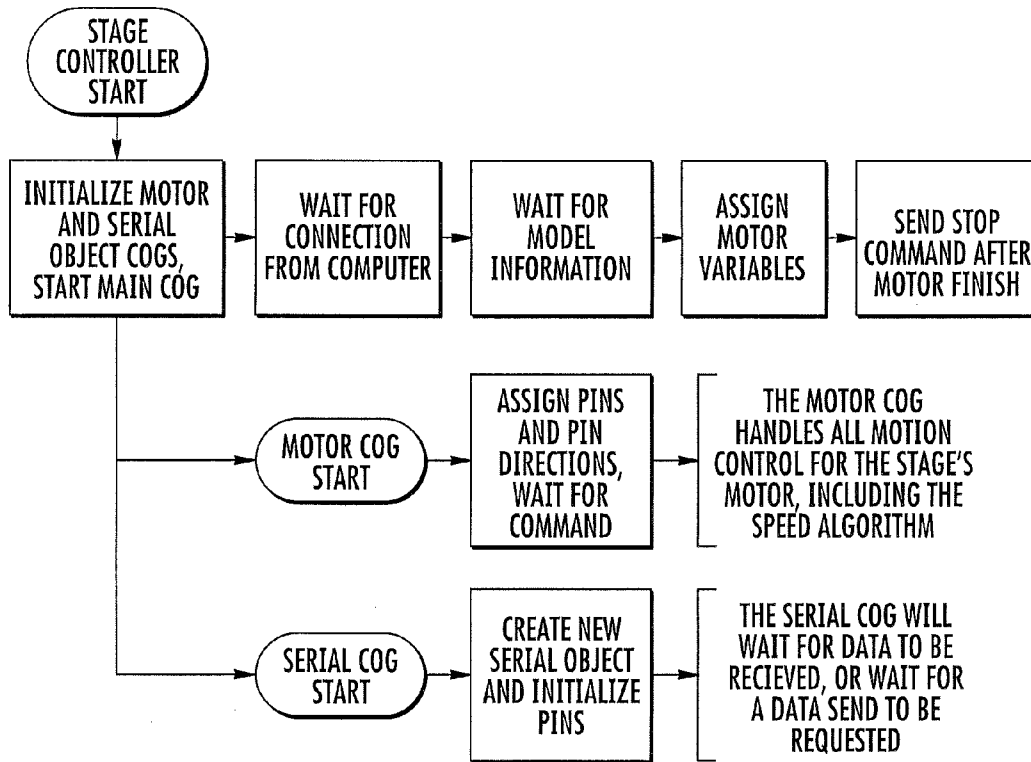 STAGE
CONTROLLER
START
INITIALIZE MOTOR
AND SERIAL
OBJECT COGS,
START MAIN COG
WAIT FOR
CONNECTION
FROM COMPUTER
WAIT FOR
MODEL
INFORMATION
ASSIGN
MOTOR
VARIABLES
SEND STOP
COMMAND AFTER
MOTOR FINISH
MOTOR COG
START
ASSIGN PINS
AND PIN
DIRECTIONS,
WAIT FOR
COMMAND
THE MOTOR COG
HANDLES ALL MOTION
CONTROL FOR THE STAGE'S
MOTOR, INCLUDING THE
SPEED ALGORITHM
SERIAL COG
START
CREATE NEW
SERIAL OBJECT
AND INITIALIZE
PINS
THE SERIAL COG WILL
WAIT FOR DATA TO BE
RECIEVED, OR WAIT FOR
A DATA SEND TO BE
REQUESTED